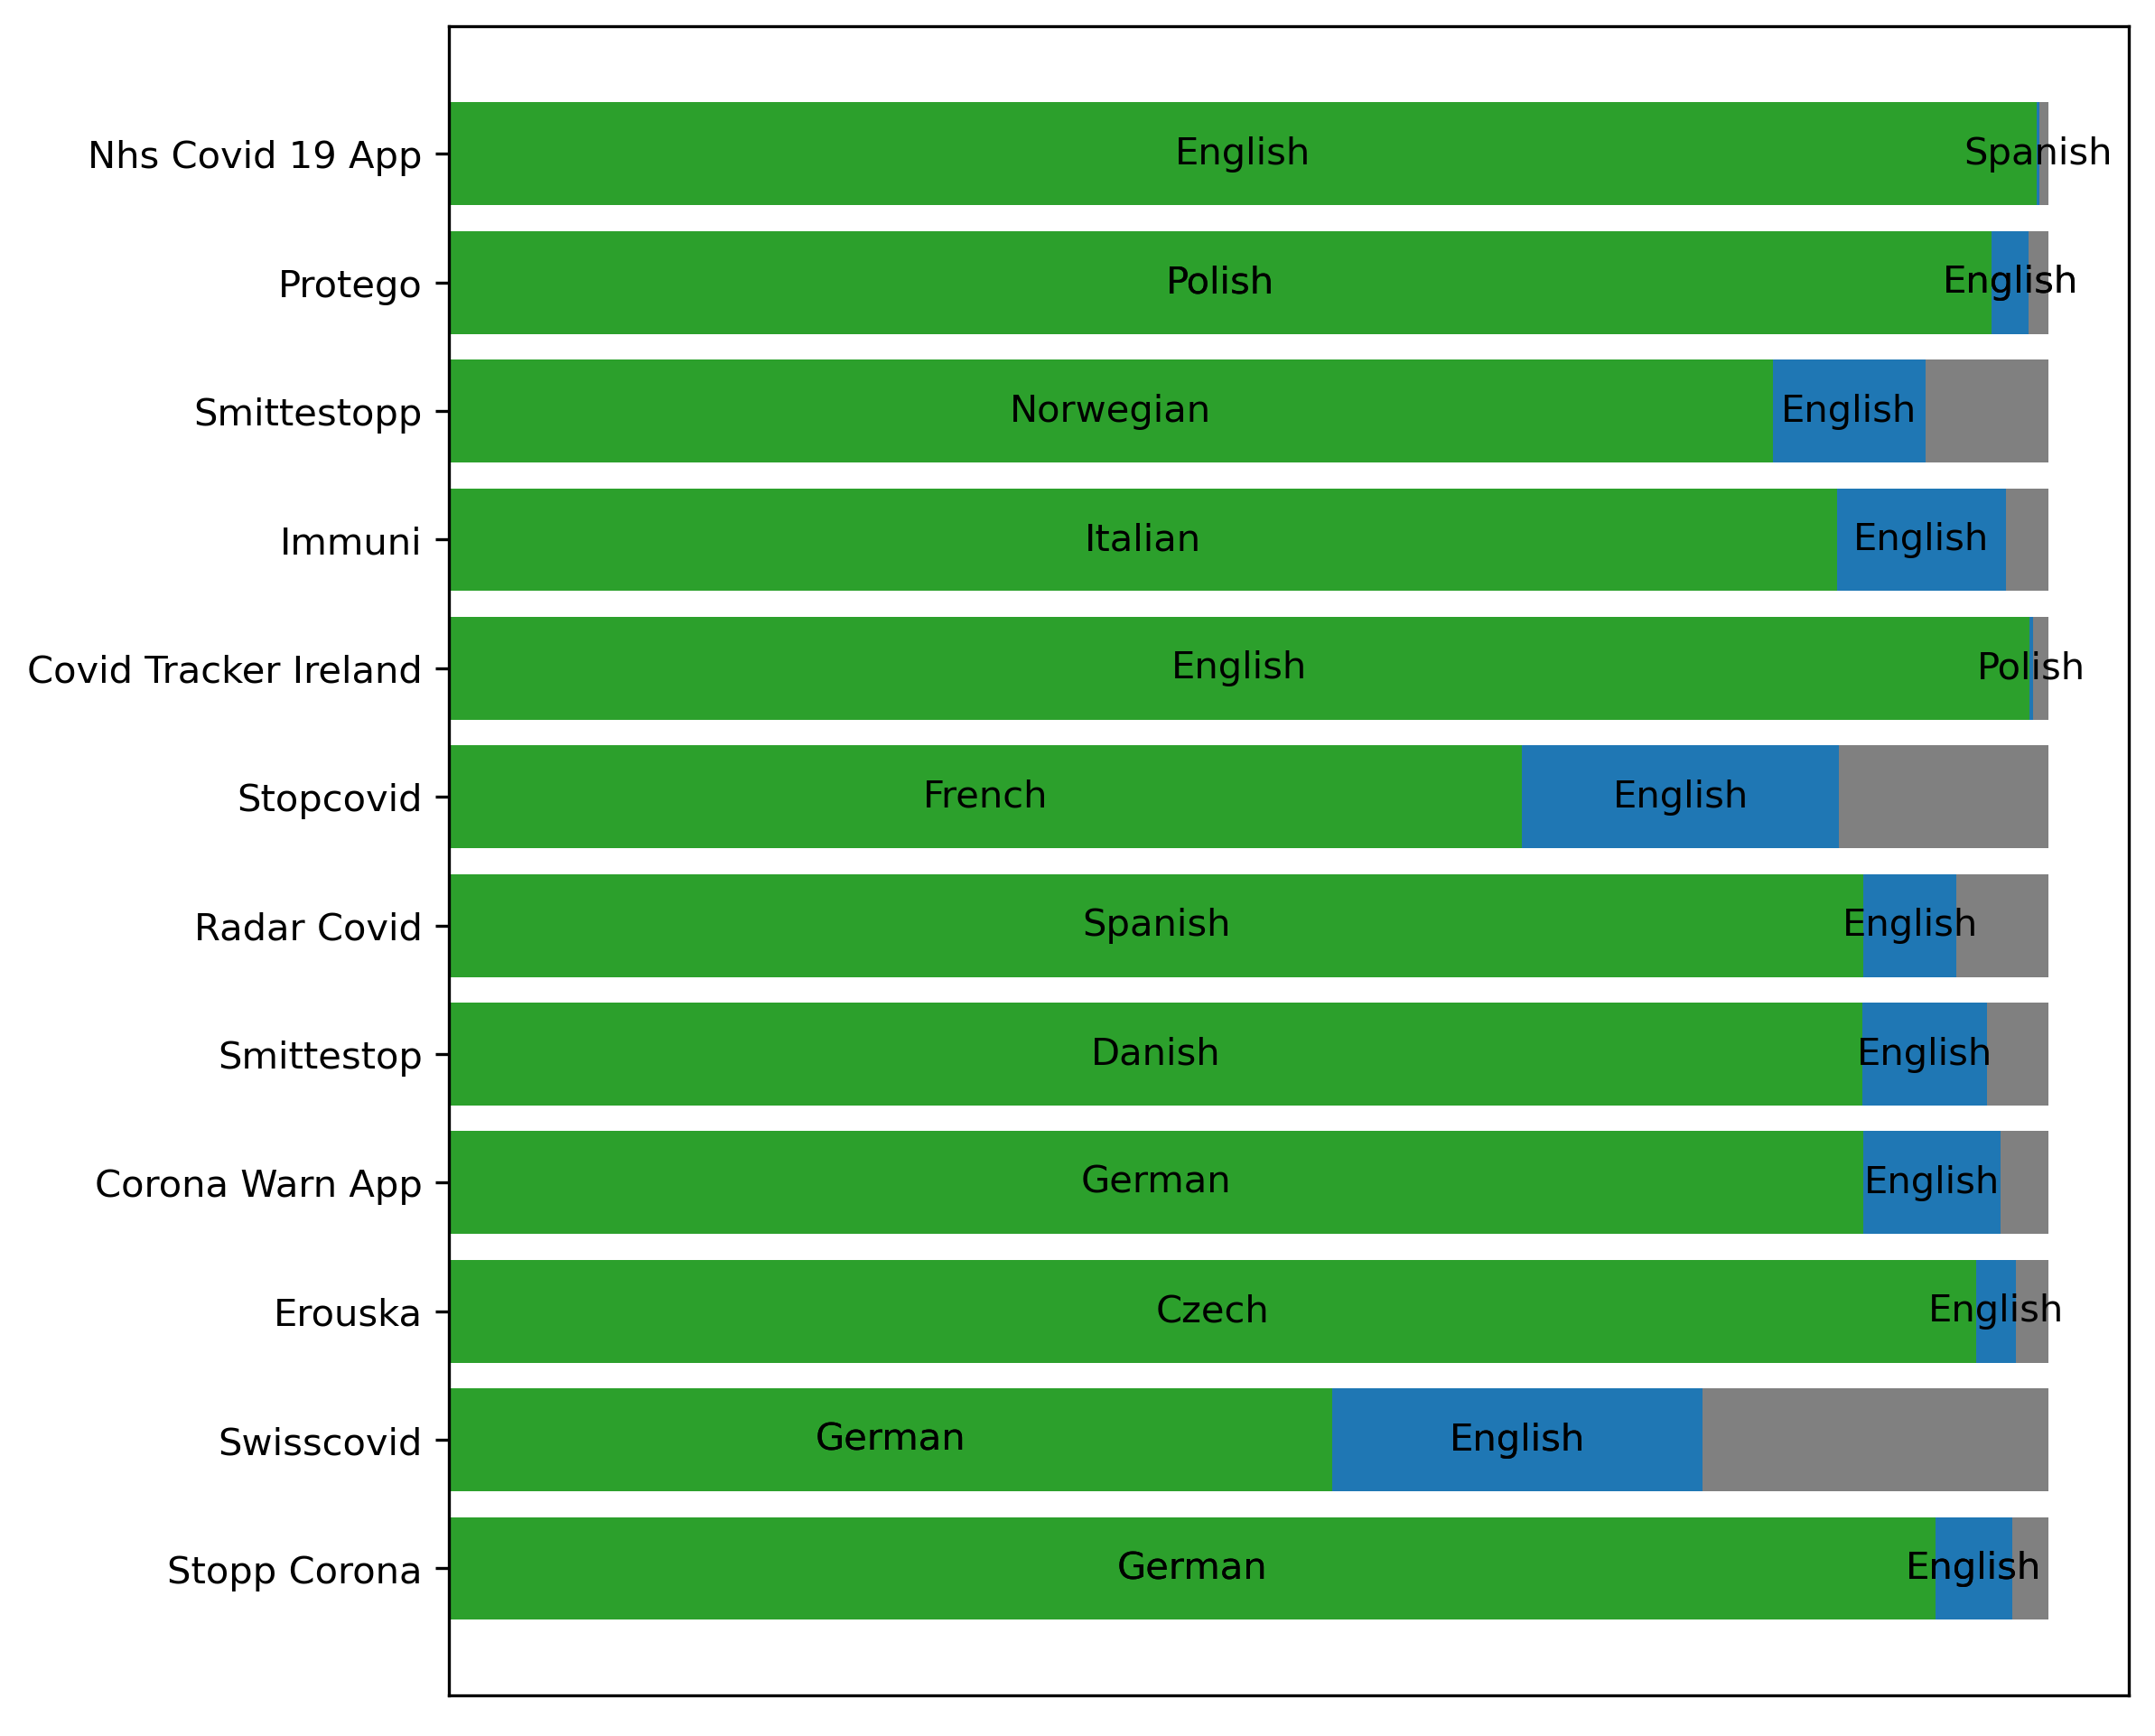 Nhs Covid 19 App English Spanish
Protego Polish English
Smittestopp Norwegian English
Immuni Italian English
Covid Tracker Ireland English Polish
Stopcovid French English
Radar Covid Spanish English
Smittestop Danish English
Corona Warn App German English
Erouska Czech English
Swisscovid German English
Stopp Corona German English